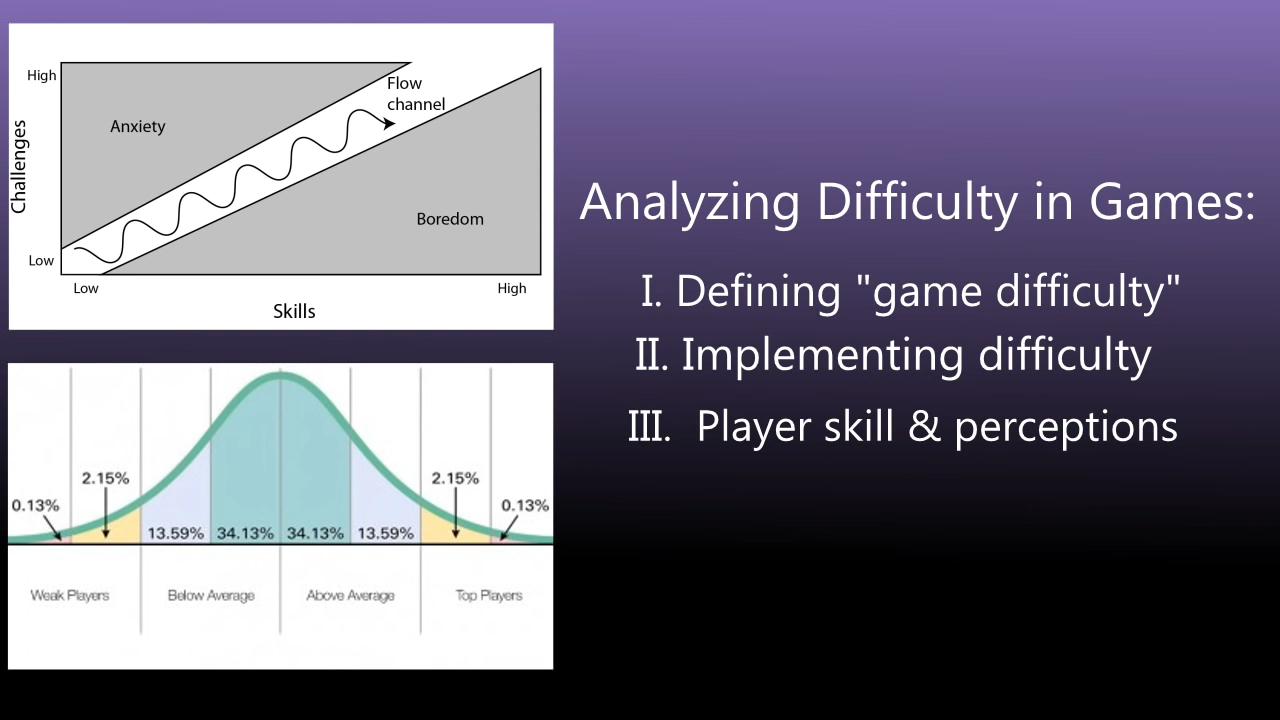 High
Challenges
Low
Anxiety
Flow
channel
Boredom
Low
High
Skills
0.13%
2.15%
13.59%
34.13%
34.13%
13.59%
2.15%
0.13%
Weak Players
Below Average
Above Average
Top Players
Analyzing Difficulty in Games:
I. Defining "game difficulty"
II. Implementing difficulty
III. Player skill & perceptions